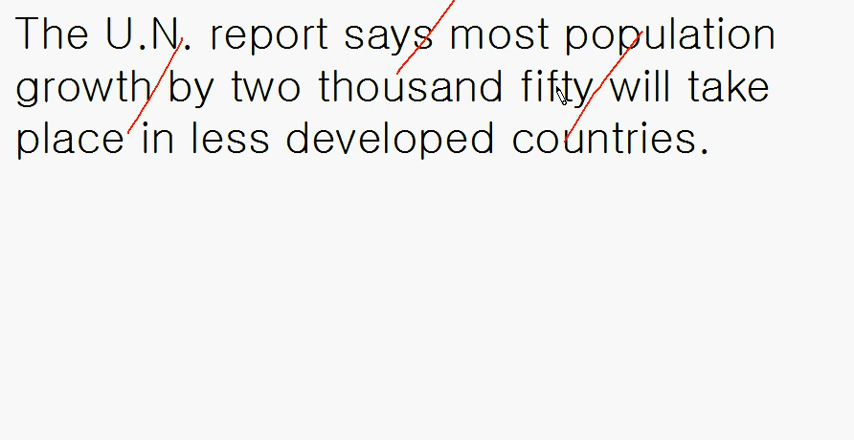 The U.N. report says most population
growth by two thousand fifty will take
place in less developed countries.